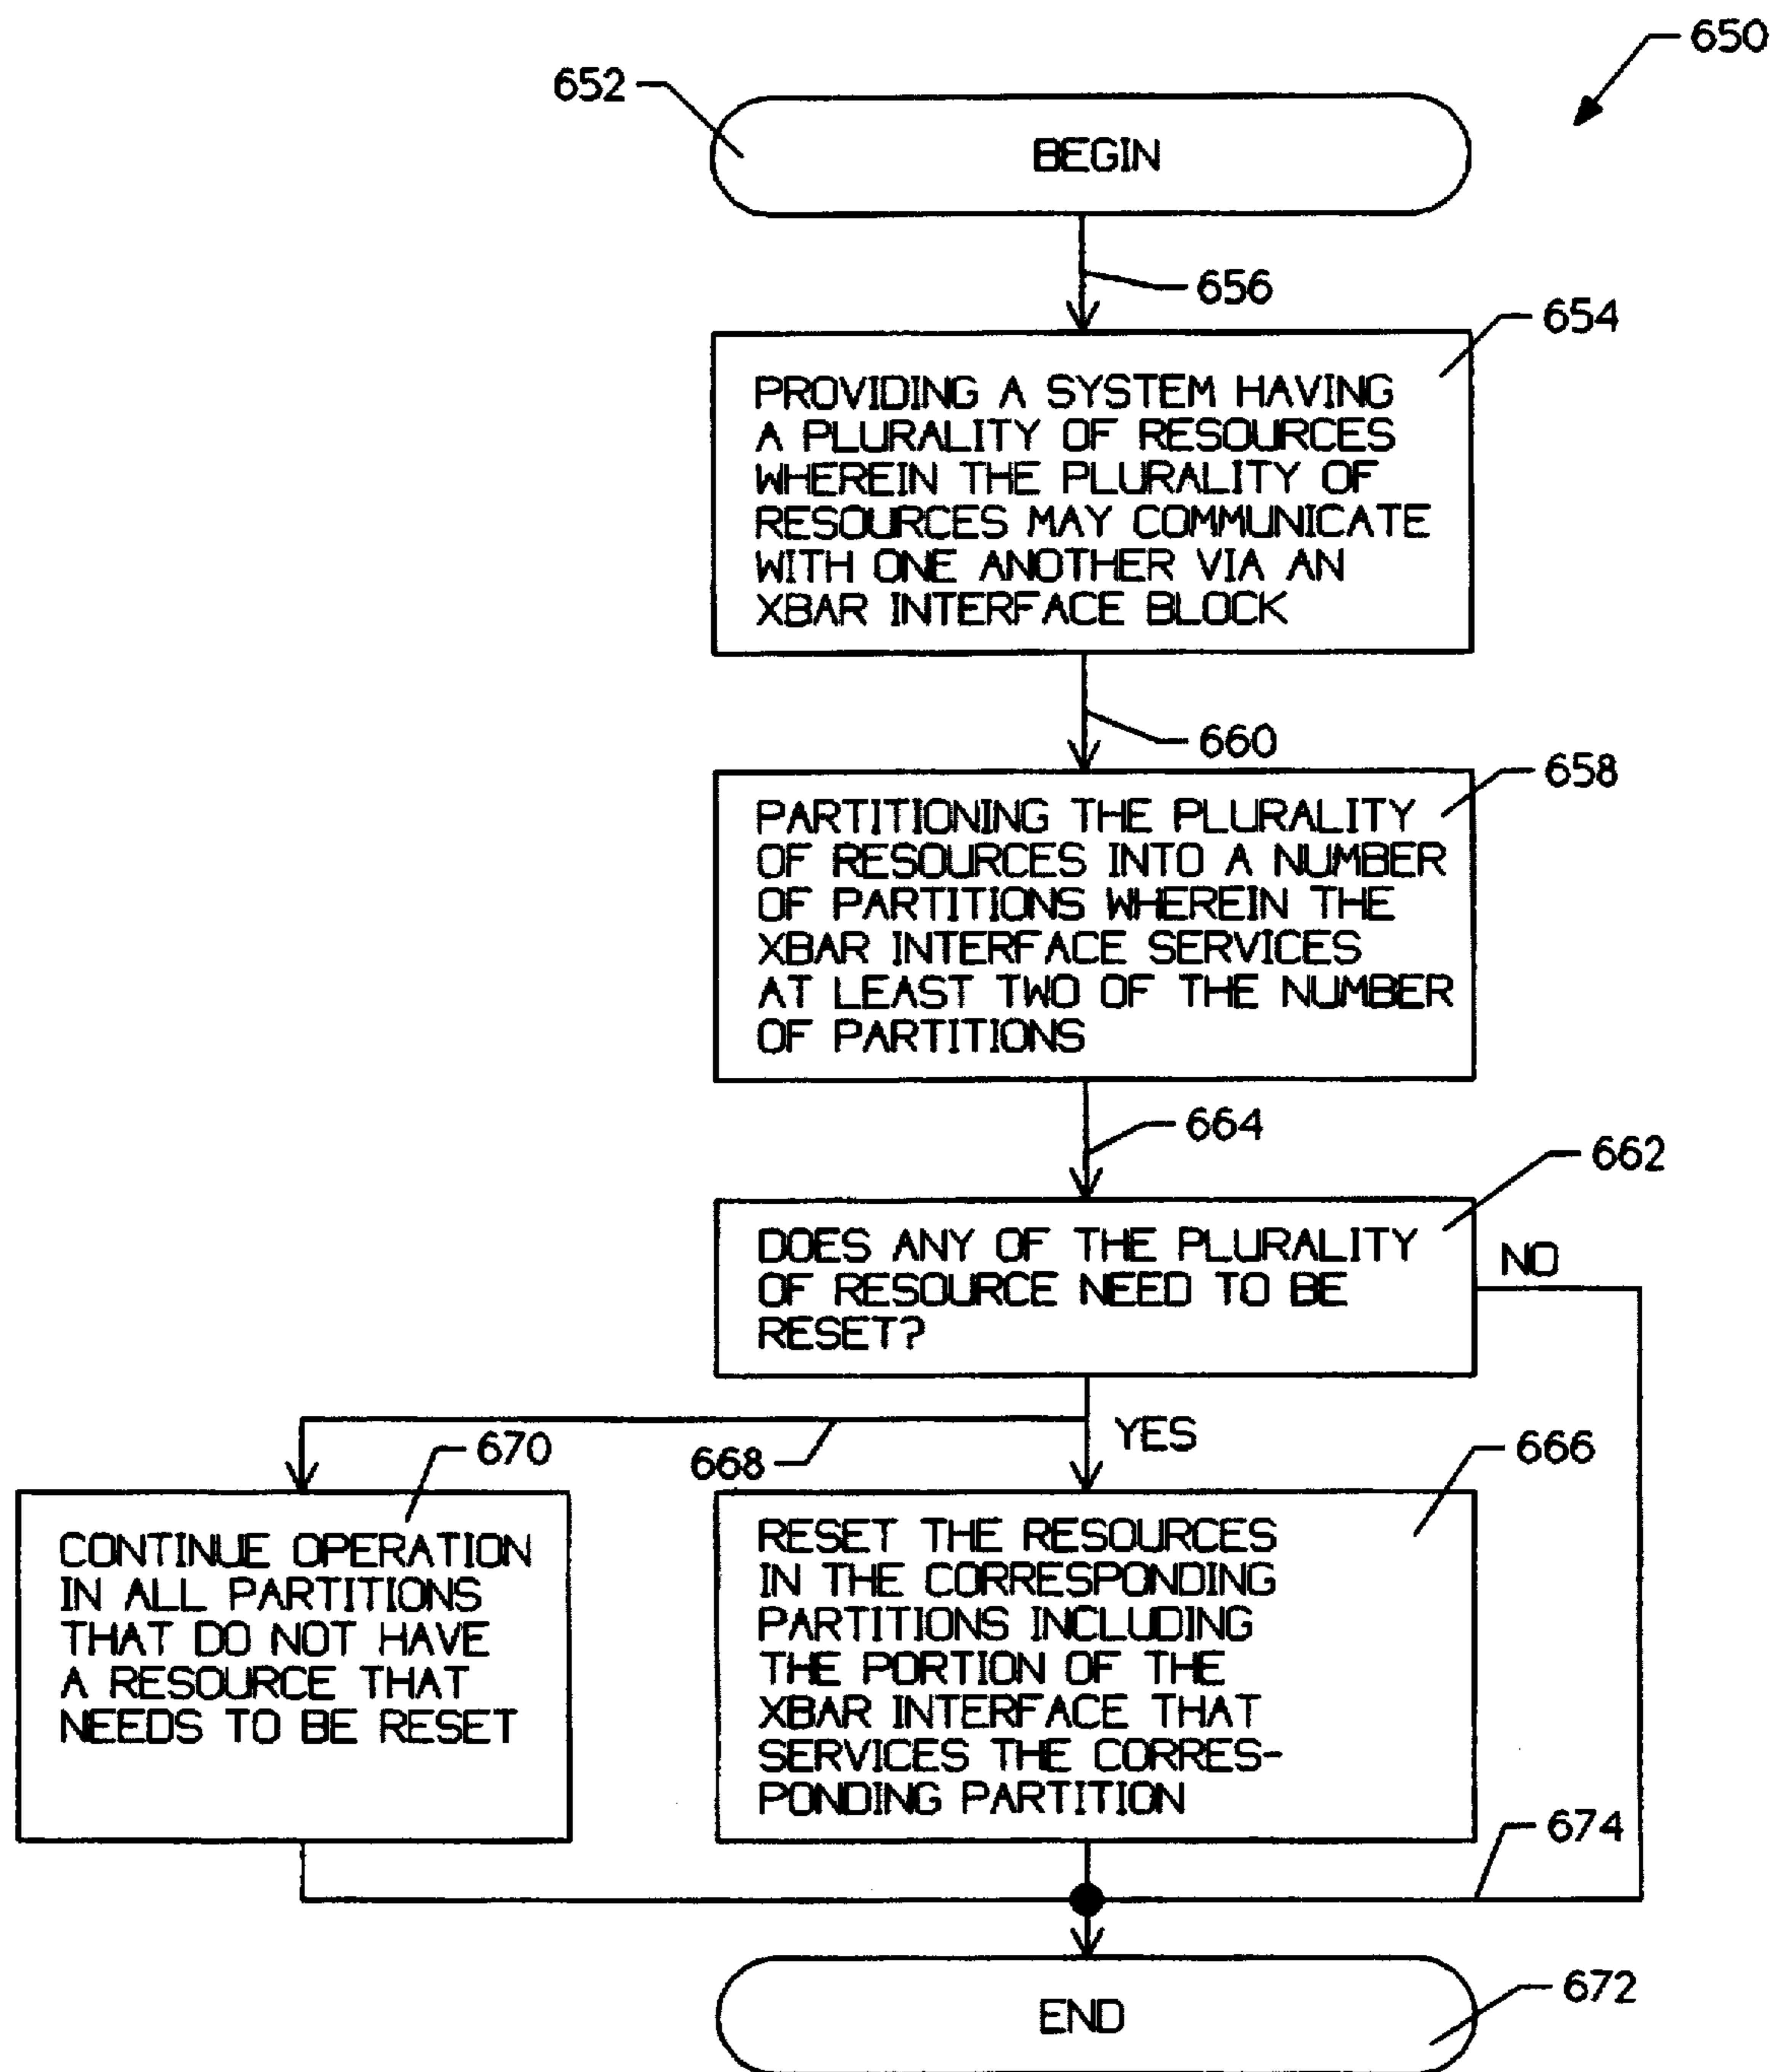 650
652
BEGIN
656
654
PROVIDING A SYSTEM HAVING
A PLURALITY OF RESOURCES
WHEREIN THE PLURALITY OF
RESOURCES MAY COMMUNICATE
WITH ONE ANOTHER VIA AN
XBAR INTERFACE BLOCK
660
658
PARTITIONING THE PLURALITY
OF RESOURCES INTO A NUMBER
OF PARTITIONS WHEREIN THE
XBAR INTERFACE SERVICES
AT LEAST TWO OF THE NUMBER
OF PARTITIONS
664
662
DOES ANY OF THE PLURALITY
OF RESOURCE NEED TO BE
RESET?
NO
YES
668
670
CONTINUE OPERATION
IN ALL PARTITIONS
THAT DO NOT HAVE
A RESOURCE THAT
NEEDS TO BE RESET
666
RESET THE RESOURCES
IN THE CORRESPONDING
PARTITIONS INCLUDING
THE PORTION OF THE
XBAR INTERFACE THAT
SERVICES THE CORRES-
PONDING PARTITION
674
END
672